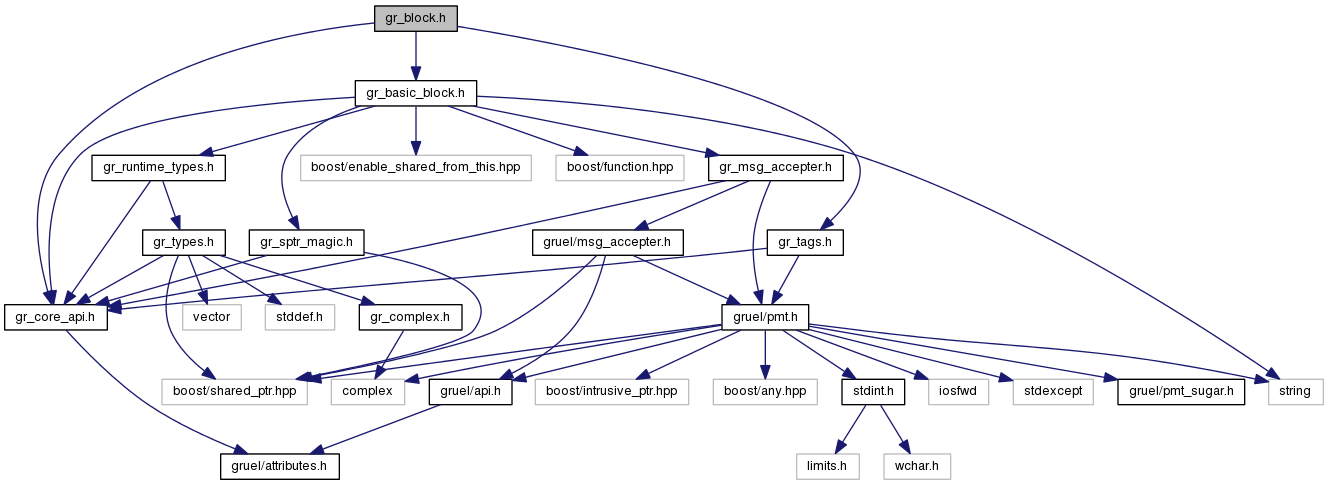 gr_block.h
gr_basic_block.h
gr_runtime_types.h
boost/enable_shared_from_this.hpp
boost/function.hpp
gr_msg_accepter.h
gr_types.h
gr_sptr_magic.h
gruel/msg_accepter.h
gr_tags.h
gr_core_api.h
vector
stddef.h
gr_complex.h
gruel/pmt.h
boost/shared_ptr.hpp
complex
gruel/api.h
boost/intrusive_ptr.hpp
boost/any.hpp
stdint.h
iosfwd
stdexcept
gruel/pmt_sugar.h
string
gruel/attributes.h
limits.h
wchar.h